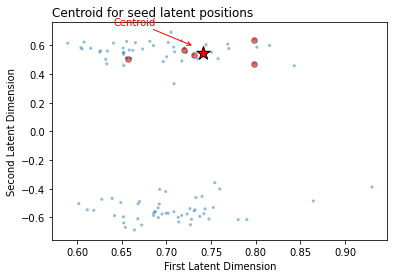 Centroid for seed latent positions
Centroid
0.6
0.4
0.2
0.0
−0.2
−0.4
−0.6
Second Latent Dimension
0.60 0.65 0.70 0.75 0.80 0.85 0.90
First Latent Dimension